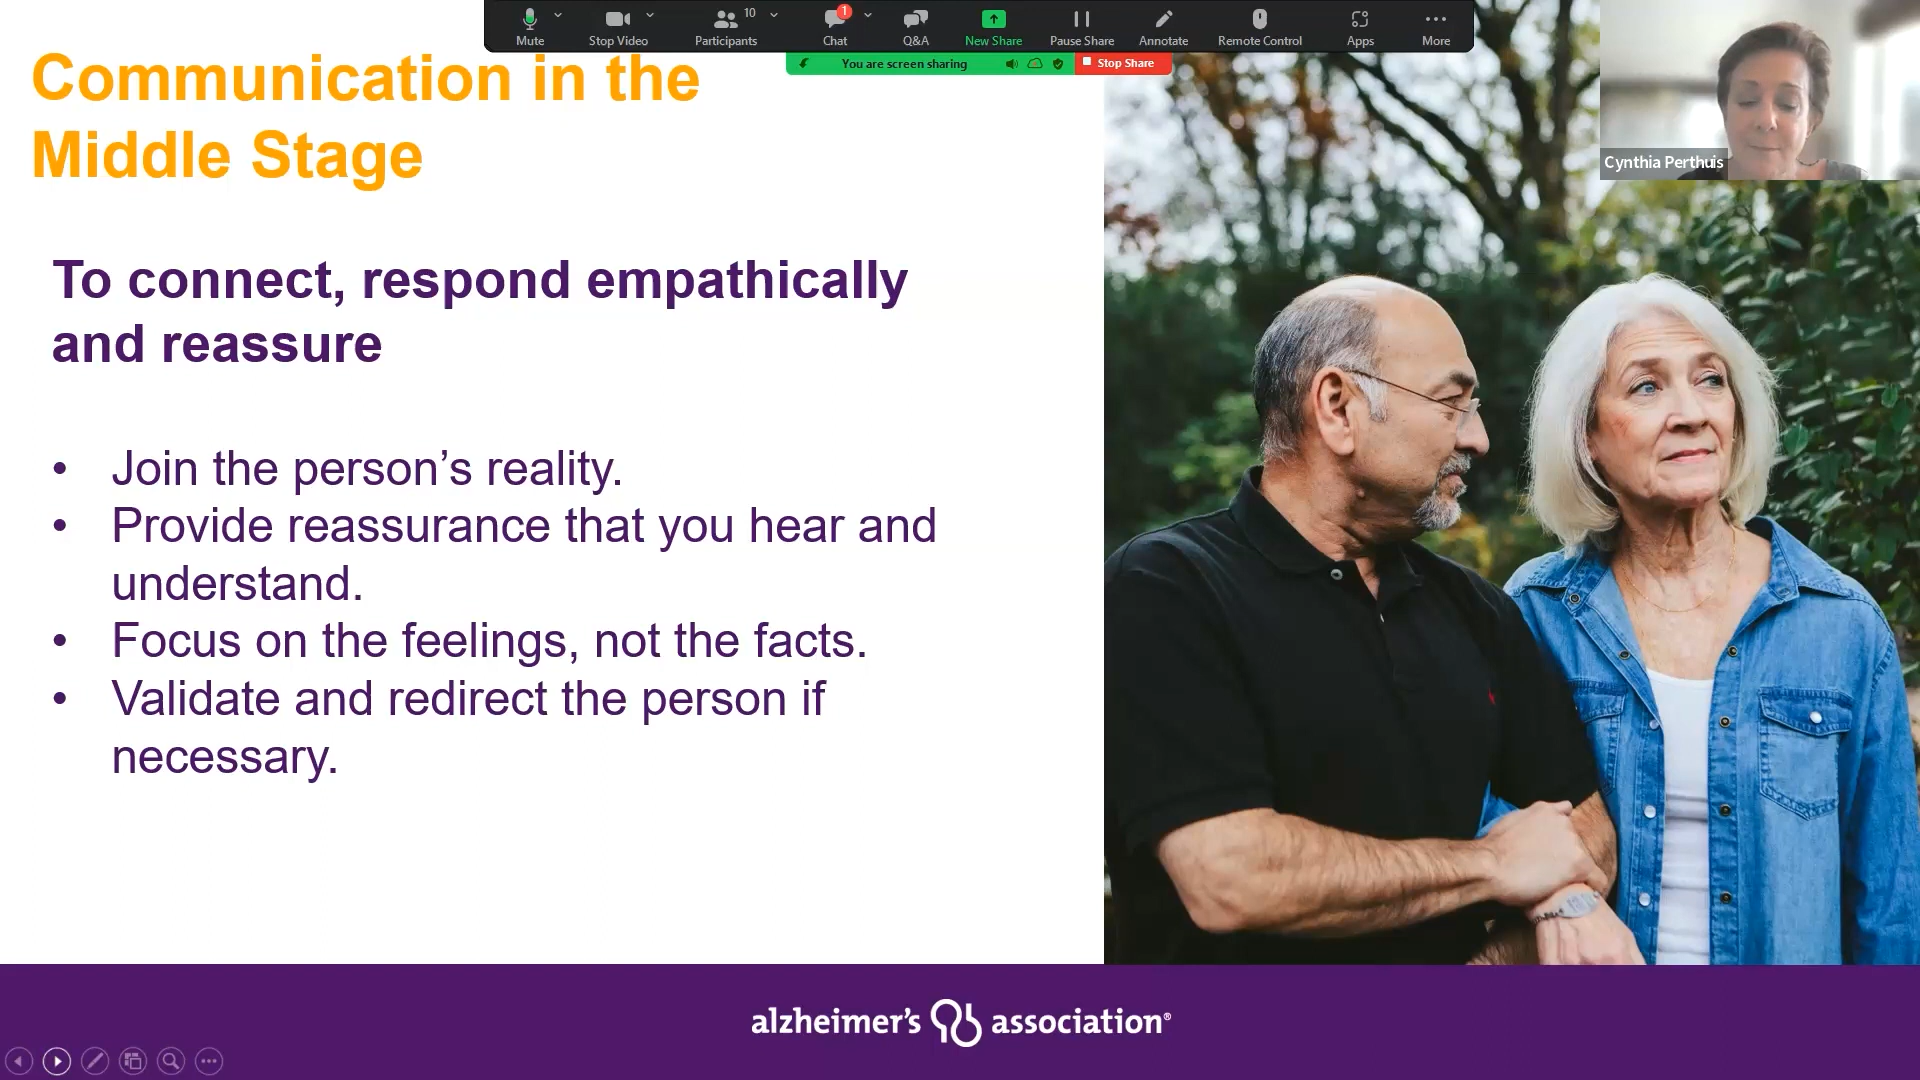 Mute
Stop Video
Participants
10
Chat
1
Q&A
New Share
Pause Share
Annotate
Remote Control
Apps
More
You are screen sharing
Stop Share
Cynthia Perthuis
Communication in the
Middle Stage
To connect, respond empathically
and reassure
• Join the person’s reality.
• Provide reassurance that you hear and
understand.
• Focus on the feelings, not the facts.
• Validate and redirect the person if
necessary.
alzheimer’s association®